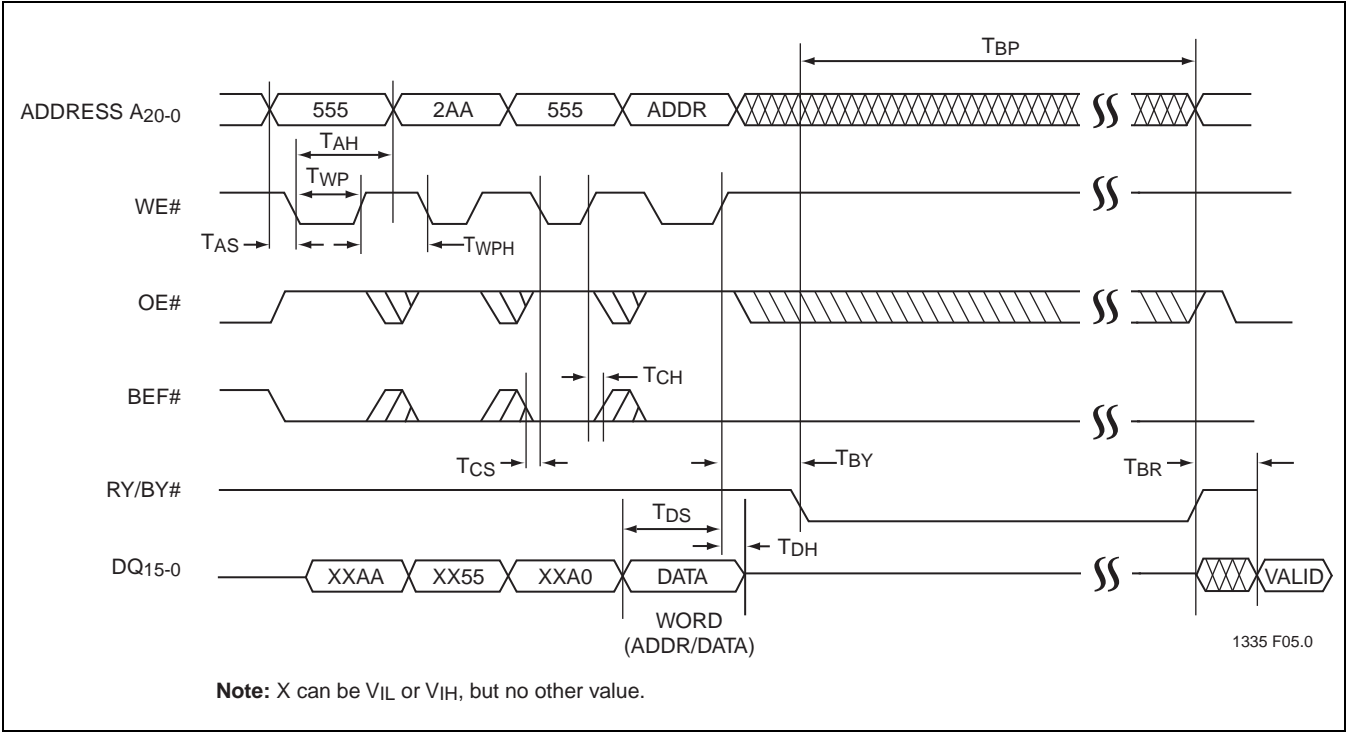 TBP
ADDRESS A20-0
555
2AA
555
ADDR
TAH
TWP
WE#
TAS
TWPH
OE#
TCH
BEF#
TCS
TBY
TBR
RY/BY#
TDS
TDH
DQ15-0
XXAA
XX55
XXA0
DATA
VALID
WORD
(ADDR/DATA)
1335 F05.0
Note: X can be VIL or VIH, but no other value.